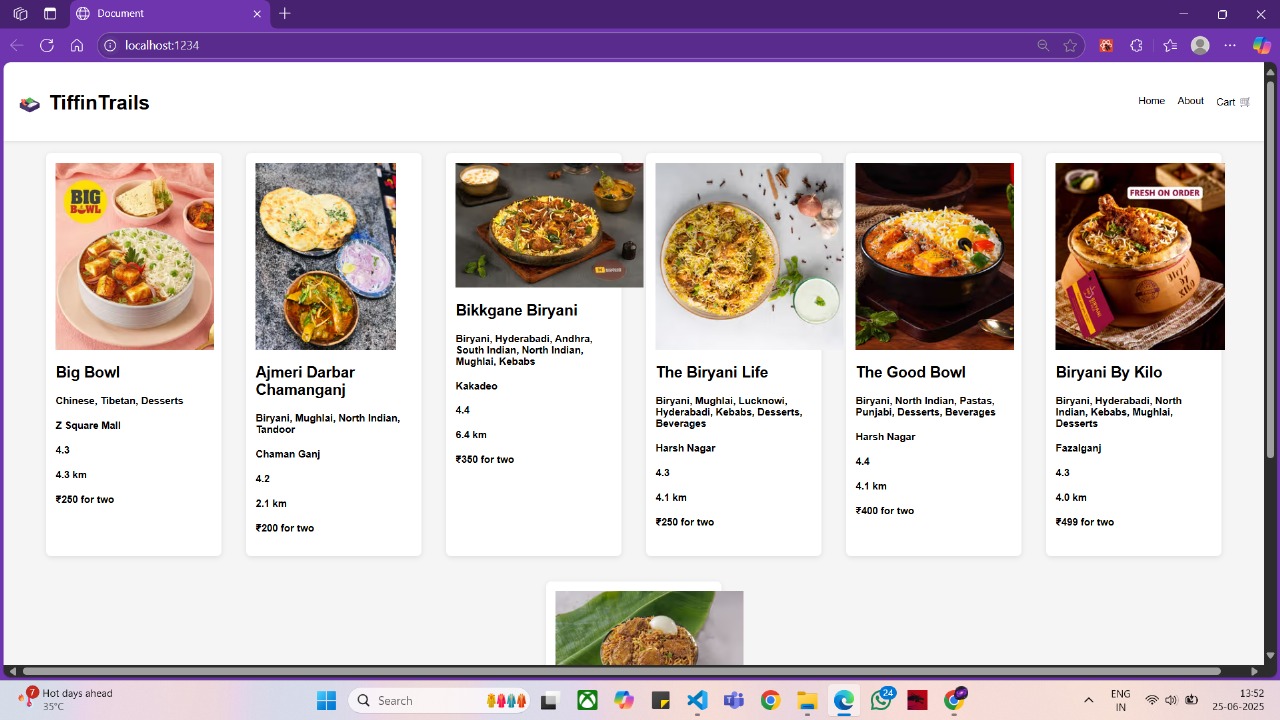 Document
localhost:1234
TiffinTrails
Home About Cart
BIG
BOWL
Big Bowl
Chinese, Tibetan, Desserts
Z Square Mall
4.3
4.3 km
₹250 for two
Ajmeri Darbar
Chamanganj
Biryani, Mughlai, North Indian,
Tandoor
Chaman Ganj
4.2
2.1 km
₹200 for two
Bikkgane Biryani
Biryani, Hyderabadi, Andhra,
South Indian, North Indian,
Mughlai, Kebabs
Kakadeo
4.4
6.4 km
₹350 for two
The Biryani Life
Biryani, Mughlai, Lucknowi,
Hyderabadi, Kebabs, Desserts,
Beverages
Harsh Nagar
4.3
4.1 km
₹250 for two
The Good Bowl
Biryani, North Indian, Pastas,
Punjabi, Desserts, Beverages
Harsh Nagar
4.4
4.1 km
₹400 for two
FRESH ON ORDER
Biryani By Kilo
Biryani, Hyderabadi, North
Indian, Kebabs, Mughlai,
Desserts
Fazalganj
4.3
4.0 km
₹499 for two
7
Hot days ahead
35°C
Search
24
ENG
IN
13:52
25-06-2025